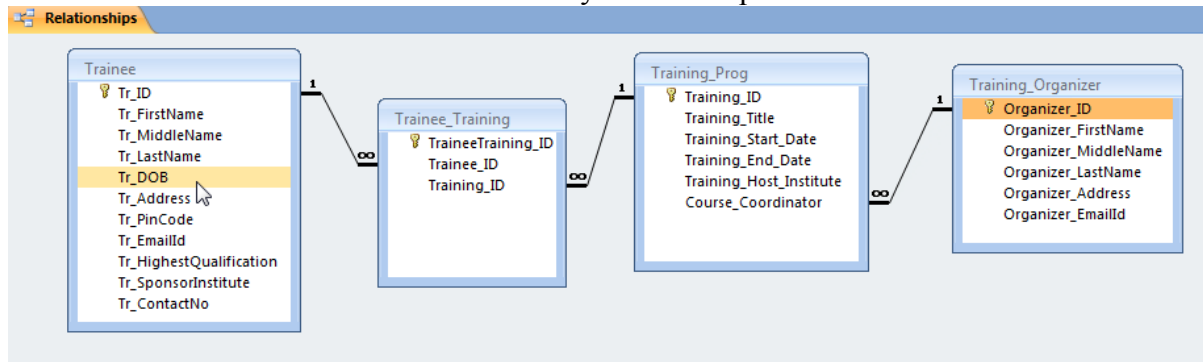 Relationships
Trainee
Tr_ID
Tr_FirstName
Tr_MiddleName
Tr_LastName
Tr_DOB
Tr_Address
Tr_PinCode
Tr_EmailId
Tr_HighestQualification
Tr_SponsorInstitute
Tr_ContactNo
1
∞
Trainee_Training
TraineeTraining_ID
Trainee_ID
Training_ID
∞
1
Training_Prog
Training_ID
Training_Title
Training_Start_Date
Training_End_Date
Training_Host_Institute
Course_Coordinator
∞
1
Training_Organizer
Organizer_ID
Organizer_FirstName
Organizer_MiddleName
Organizer_LastName
Organizer_Address
Organizer_EmailId